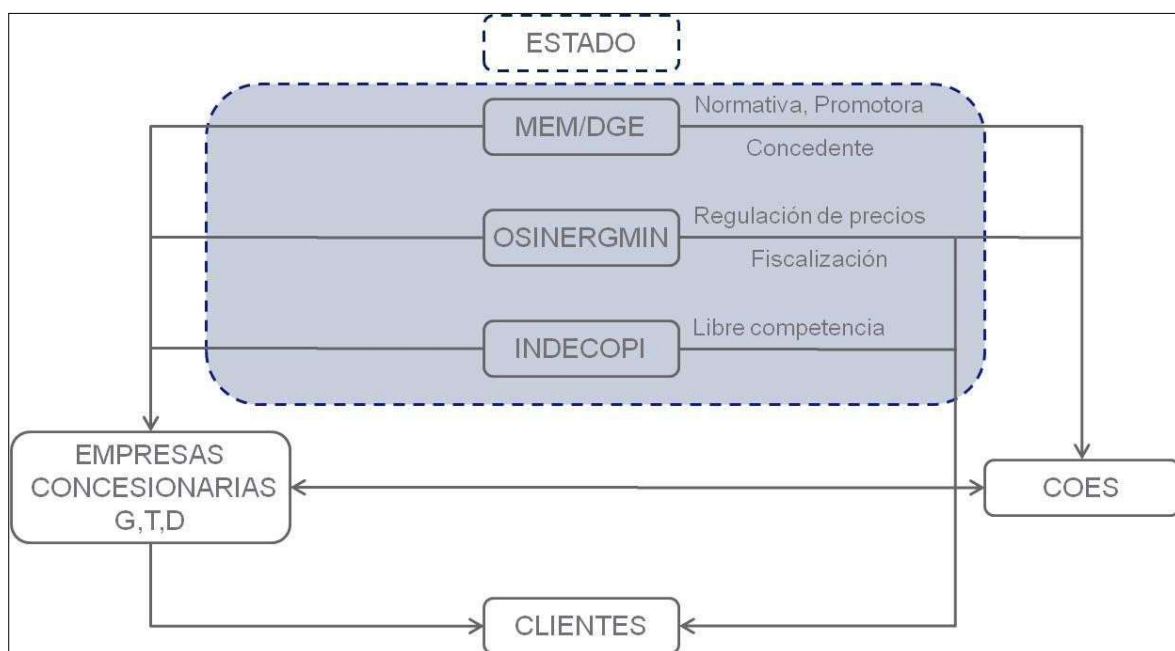 ESTADO
MEM/DGE
Normativa, Promotora
Concedente
OSINERGMIN
Regulación de precios
Fiscalización
INDECOPI
Libre competencia
EMPRESAS
CONCESIONARIAS
G,T,D
COES
CLIENTES